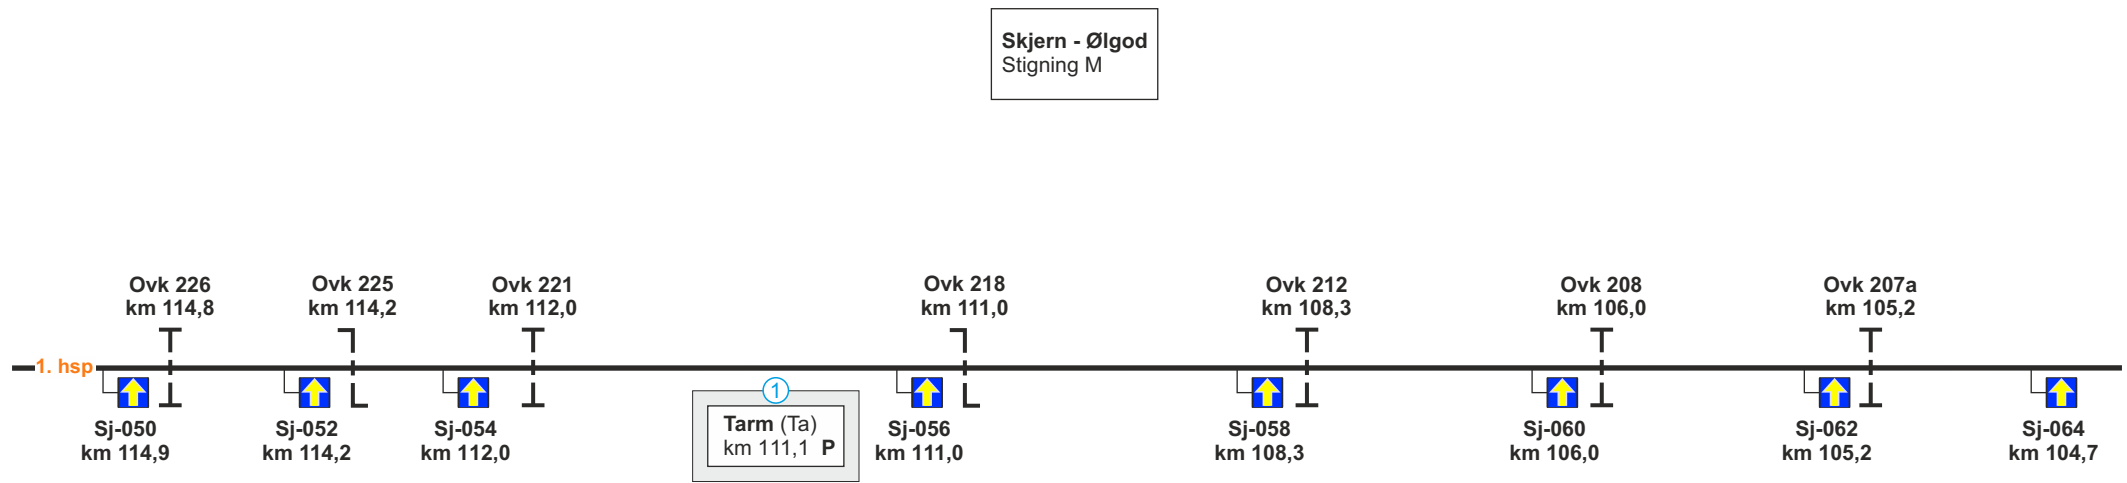 Skjern - Ølgod
Stigning M
Ovk 226
km 114,8
Ovk 225
km 114,2
Ovk 221
km 112,0
Ovk 218
km 111,0
Ovk 212
km 108,3
Ovk 208
km 106,0
Ovk 207a
km 105,2
1. hsp
1
Tarm (Ta)
km 111,1 P
Sj-050
km 114,9
Sj-052
km 114,2
Sj-054
km 112,0
Sj-056
km 111,0
Sj-058
km 108,3
Sj-060
km 106,0
Sj-062
km 105,2
Sj-064
km 104,7